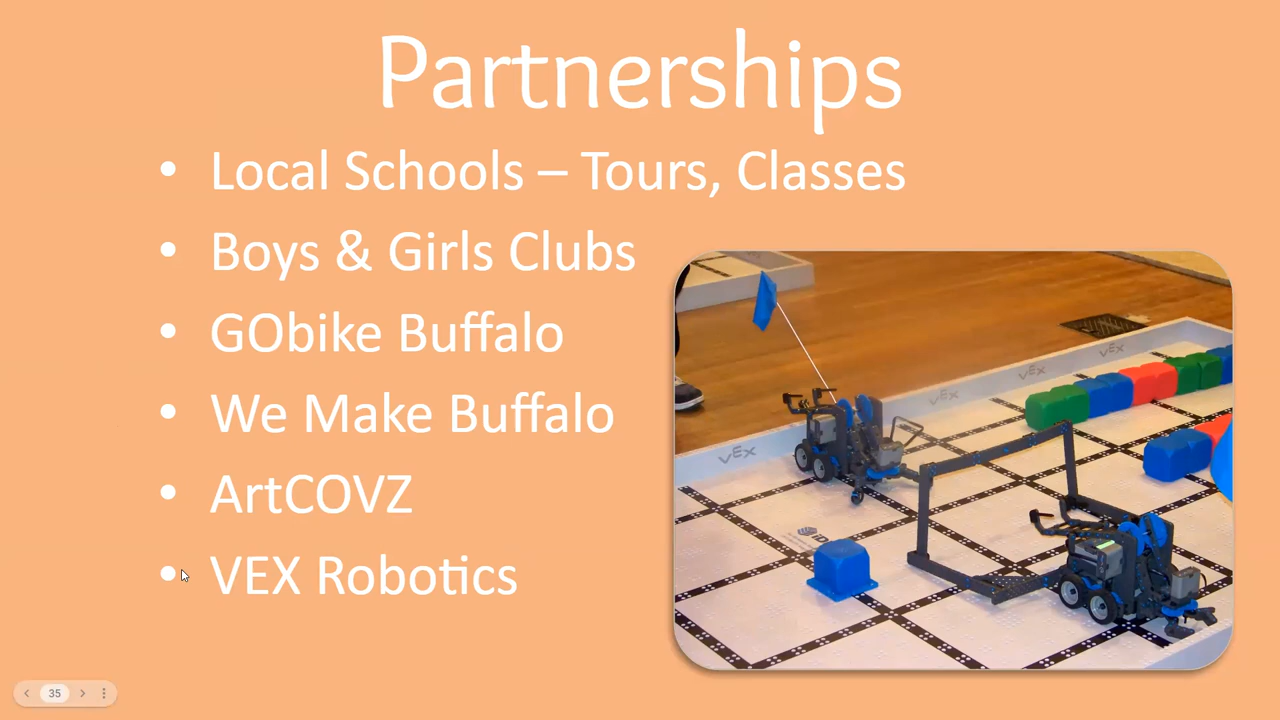 Partnerships
• Local Schools – Tours, Classes
• Boys & Girls Clubs
• GObike Buffalo
• We Make Buffalo
• ArtCOVZ
• VEX Robotics
VEX
VEX
VEX
VEX
35